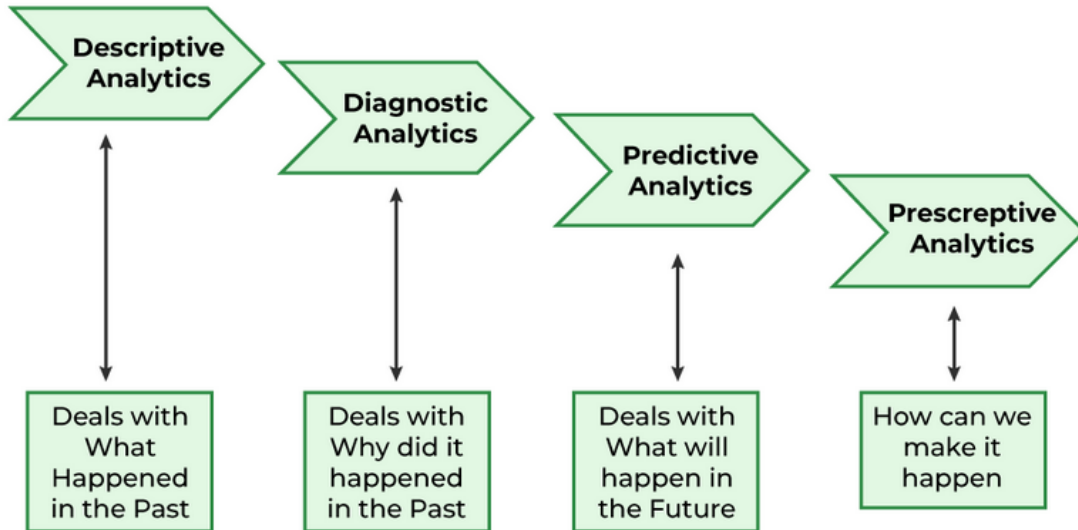 Descriptive
Analytics
Diagnostic
Analytics
Predictive
Analytics
Prescreptive
Analytics
Deals with
What
Happened
in the Past
Deals with
Why did it
happened
in the Past
Deals with
What will
happen in
the Future
How can we
make it
happen